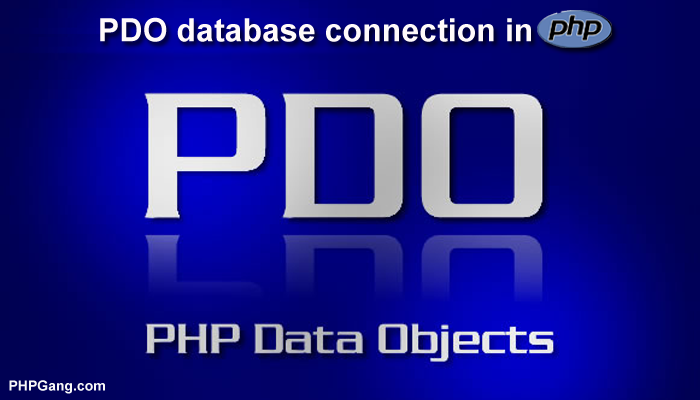 PDO database connection in php
PDO
PHP Data Objects
PHPGang.com